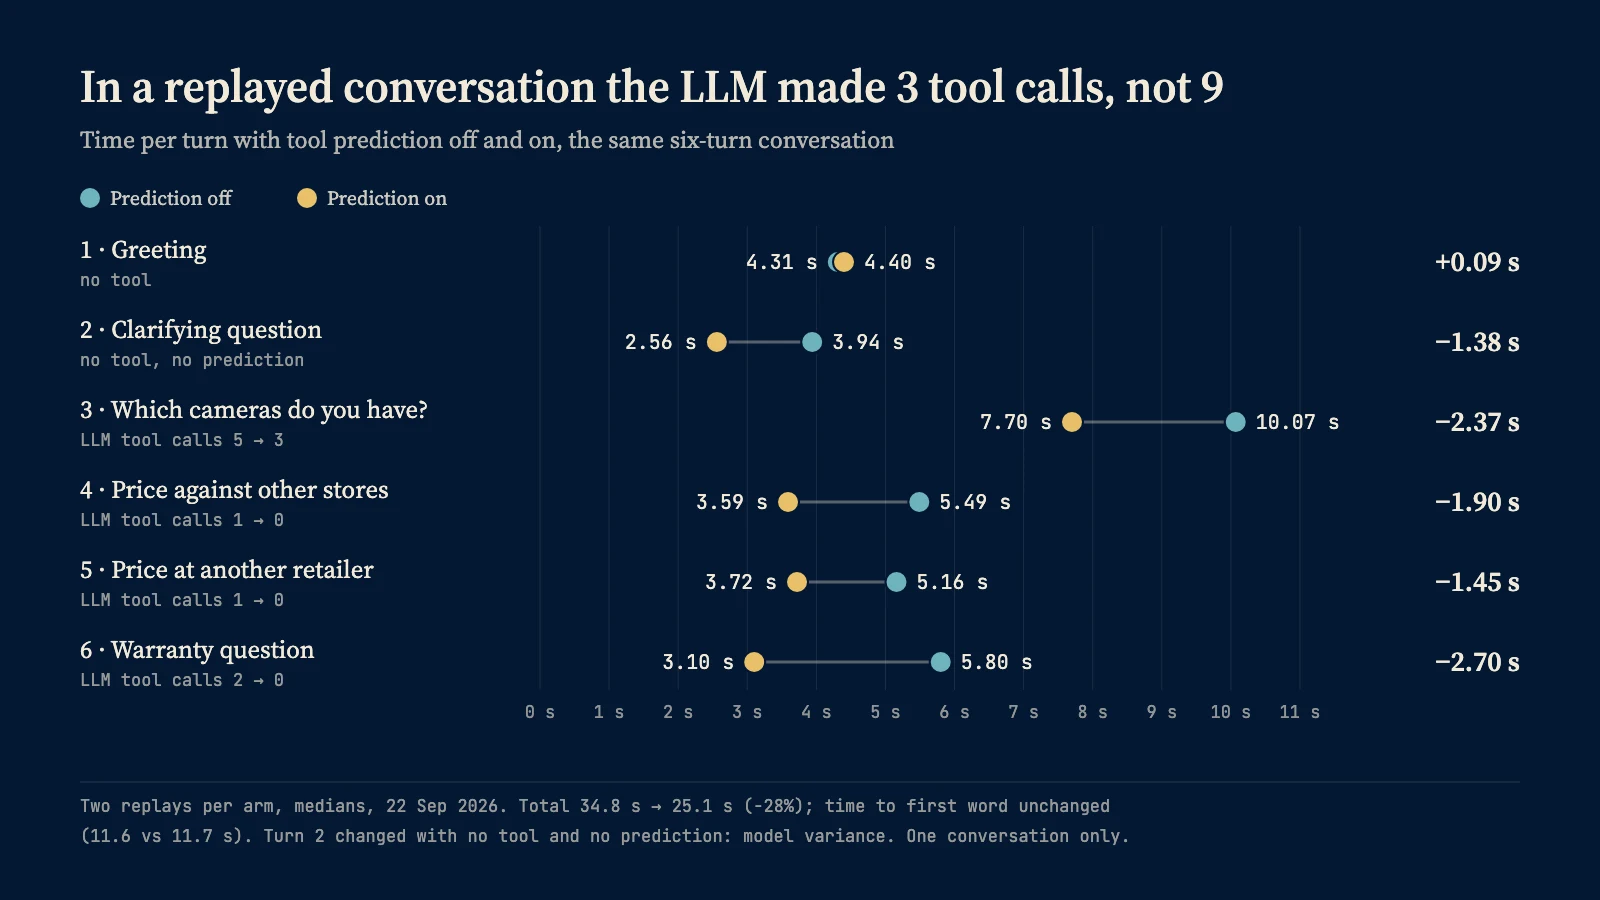 In a replayed conversation the LLM made 3 tool calls, not 9
Time per turn with tool prediction off and on, the same six-turn conversation
Prediction off
Prediction on
1 · Greeting
no tool
4.31 s
4.40 s
+0.09 s
2 · Clarifying question
no tool, no prediction
2.56 s
3.94 s
−1.38 s
3 · Which cameras do you have?
LLM tool calls 5 → 3
7.70 s
10.07 s
−2.37 s
4 · Price against other stores
LLM tool calls 1 → 0
3.59 s
5.49 s
−1.90 s
5 · Price at another retailer
LLM tool calls 1 → 0
3.72 s
5.16 s
−1.45 s
6 · Warranty question
LLM tool calls 2 → 0
3.10 s
5.80 s
−2.70 s
0 s 1 s 2 s 3 s 4 s 5 s 6 s 7 s 8 s 9 s 10 s 11 s
Two replays per arm, medians, 22 Sep 2026. Total 34.8 s → 25.1 s (-28%); time to first word unchanged
(11.6 vs 11.7 s). Turn 2 changed with no tool and no prediction: model variance. One conversation only.